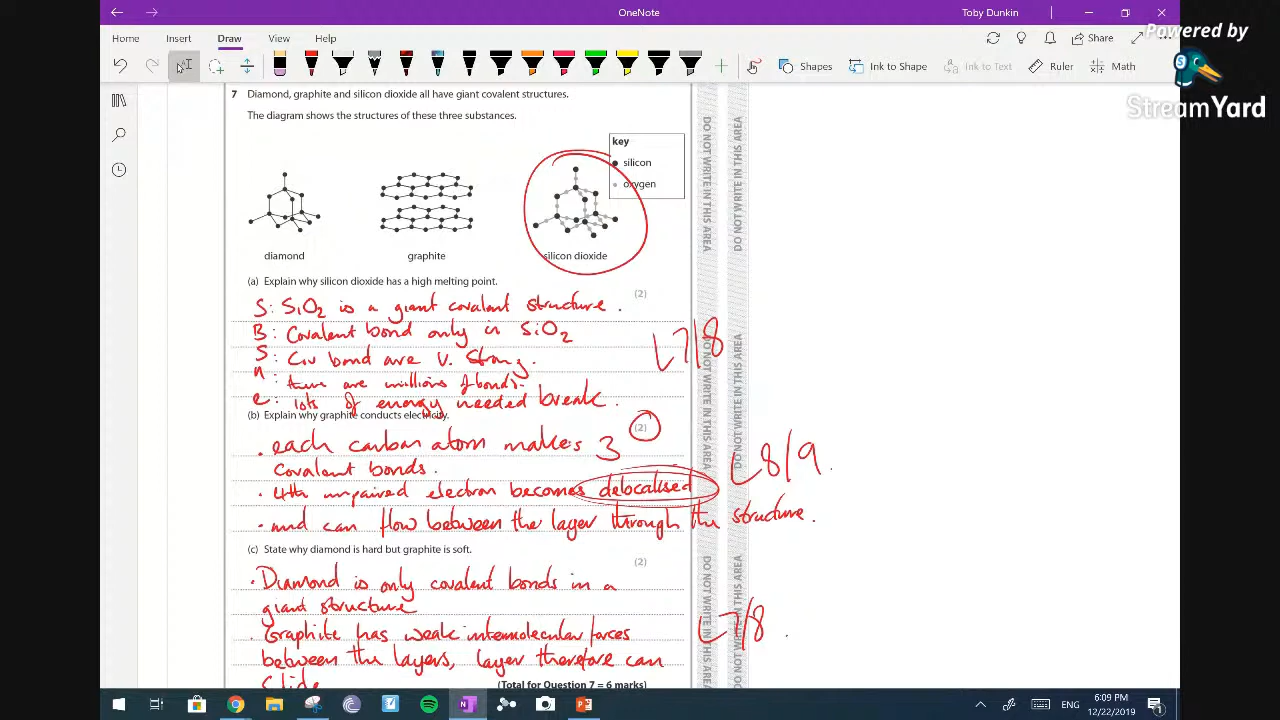 OneNote
Toby Dunkin
Powered by
StreamYard
Home Insert Draw View Help
Share
Shapes Ink to Shape Ink to Text Ruler Math
7 Diamond, graphite and silicon dioxide all have giant covalent structures.
The diagram shows the structures of these three substances.
key
silicon
oxygen
diamond graphite silicon dioxide
(a) Explain why silicon dioxide has a high melting point.
(2)
S: SiO2 is a giant covalent structure.
B: Covalent bond only in SiO2
S: Cov bond are V. Strong.
n: there are millions of bonds.
e: lots of energy needed break.
L7/8
(b) Explain why graphite conducts electricity.
(2)
. each carbon atom makes 3
covalent bonds.
. 4th unpaired electron becomes delocalised
. and can flow between the layer through the structure.
L8/9.
(c) State why diamond is hard but graphite is soft.
(2)
. Diamond is only covalent bonds in a
giant structure
. Graphite has weak intermolecular forces
between the layers, layer therefore can
slide
L7/8.
(Total for Question 7 = 6 marks)
DO NOT WRITE IN THIS AREA
DO NOT WRITE IN THIS AREA
DO NOT WRITE IN THIS AREA
DO NOT WRITE IN THIS AREA
DO NOT WRITE IN THIS AREA
DO NOT WRITE IN THIS AREA
ENG
6:09 PM
12/22/2019